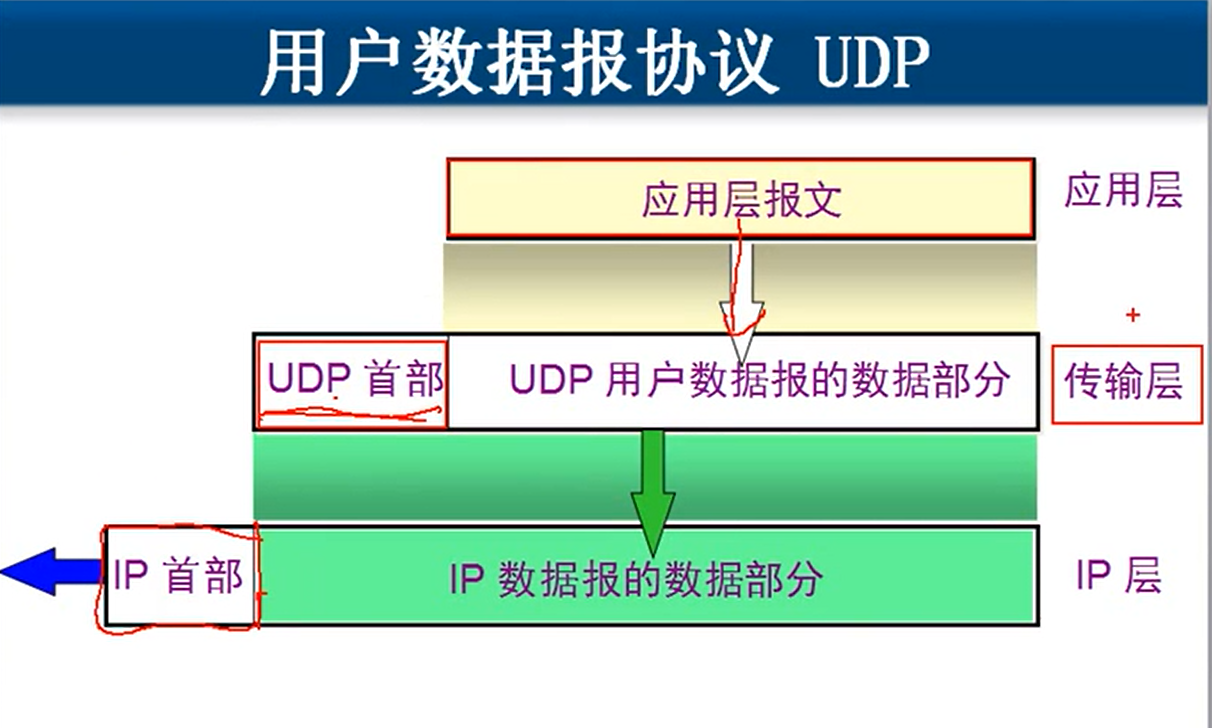 用户数据报协议 UDP
应用层报文
应用层
UDP 首部
UDP 用户数据报的数据部分
传输层
IP 首部
IP 数据报的数据部分
IP 层